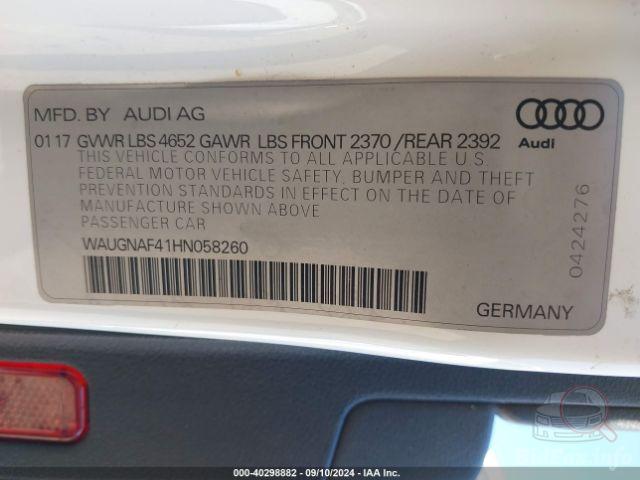 MFD. BY AUDI AG
01 17 GVWR LBS 4652 GAWR LBS FRONT 2370 /REAR 2392
THIS VEHICLE CONFORMS TO ALL APPLICABLE U.S.
FEDERAL MOTOR VEHICLE SAFETY, BUMPER AND THEFT
PREVENTION STANDARDS IN EFFECT ON THE DATE OF
MANUFACTURE SHOWN ABOVE
PASSENGER CAR
WAUGNAF41HN058260
Audi
0424276
GERMANY
000-40298882 - 09/10/2024 - IAA Inc.